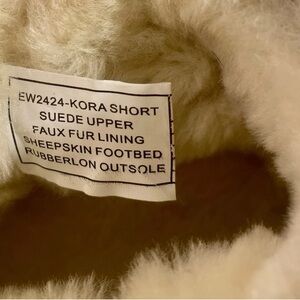 EW2424-KORA SHORT
SUEDE UPPER
FAUX FUR LINING
SHEEPSKIN FOOTBED
RUBBERLON OUTSOLE